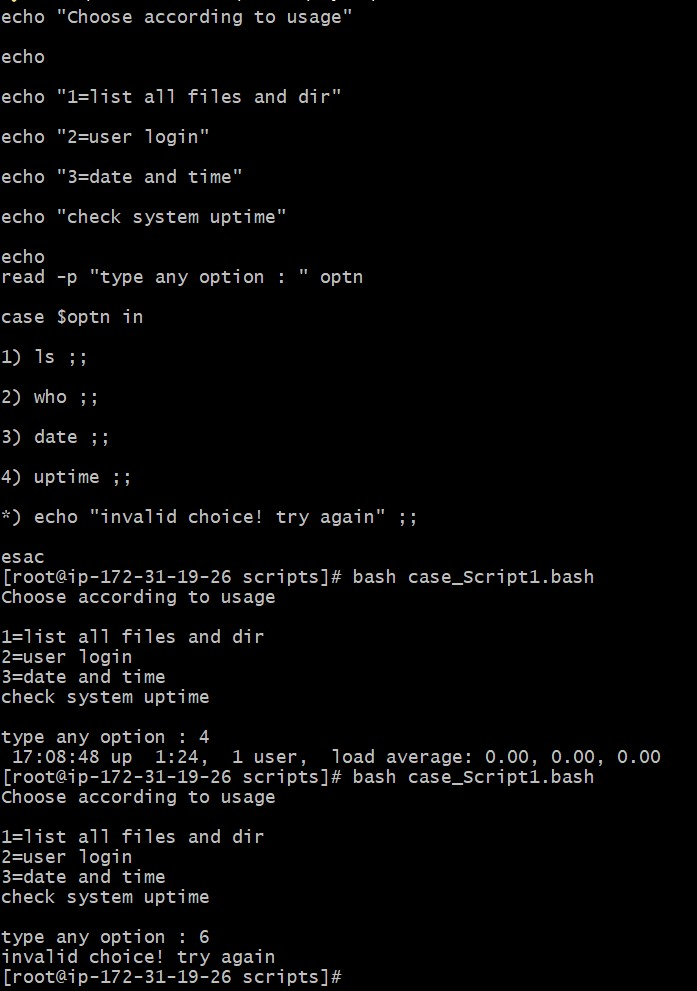 echo "Choose according to usage"
echo
echo "1=list all files and dir"
echo "2=user login"
echo "3=date and time"
echo "check system uptime"
echo
read -p "type any option : " optn
case $optn in
1) ls ;;
2) who ;;
3) date ;;
4) uptime ;;
*) echo "invalid choice! try again" ;;
esac
[root@ip-172-31-19-26 scripts]# bash case_Script1.bash
Choose according to usage
1=list all files and dir
2=user login
3=date and time
check system uptime
type any option : 4
 17:08:48 up  1:24,  1 user,  load average: 0.00, 0.00, 0.00
[root@ip-172-31-19-26 scripts]# bash case_Script1.bash
Choose according to usage
1=list all files and dir
2=user login
3=date and time
check system uptime
type any option : 6
invalid choice! try again
[root@ip-172-31-19-26 scripts]#